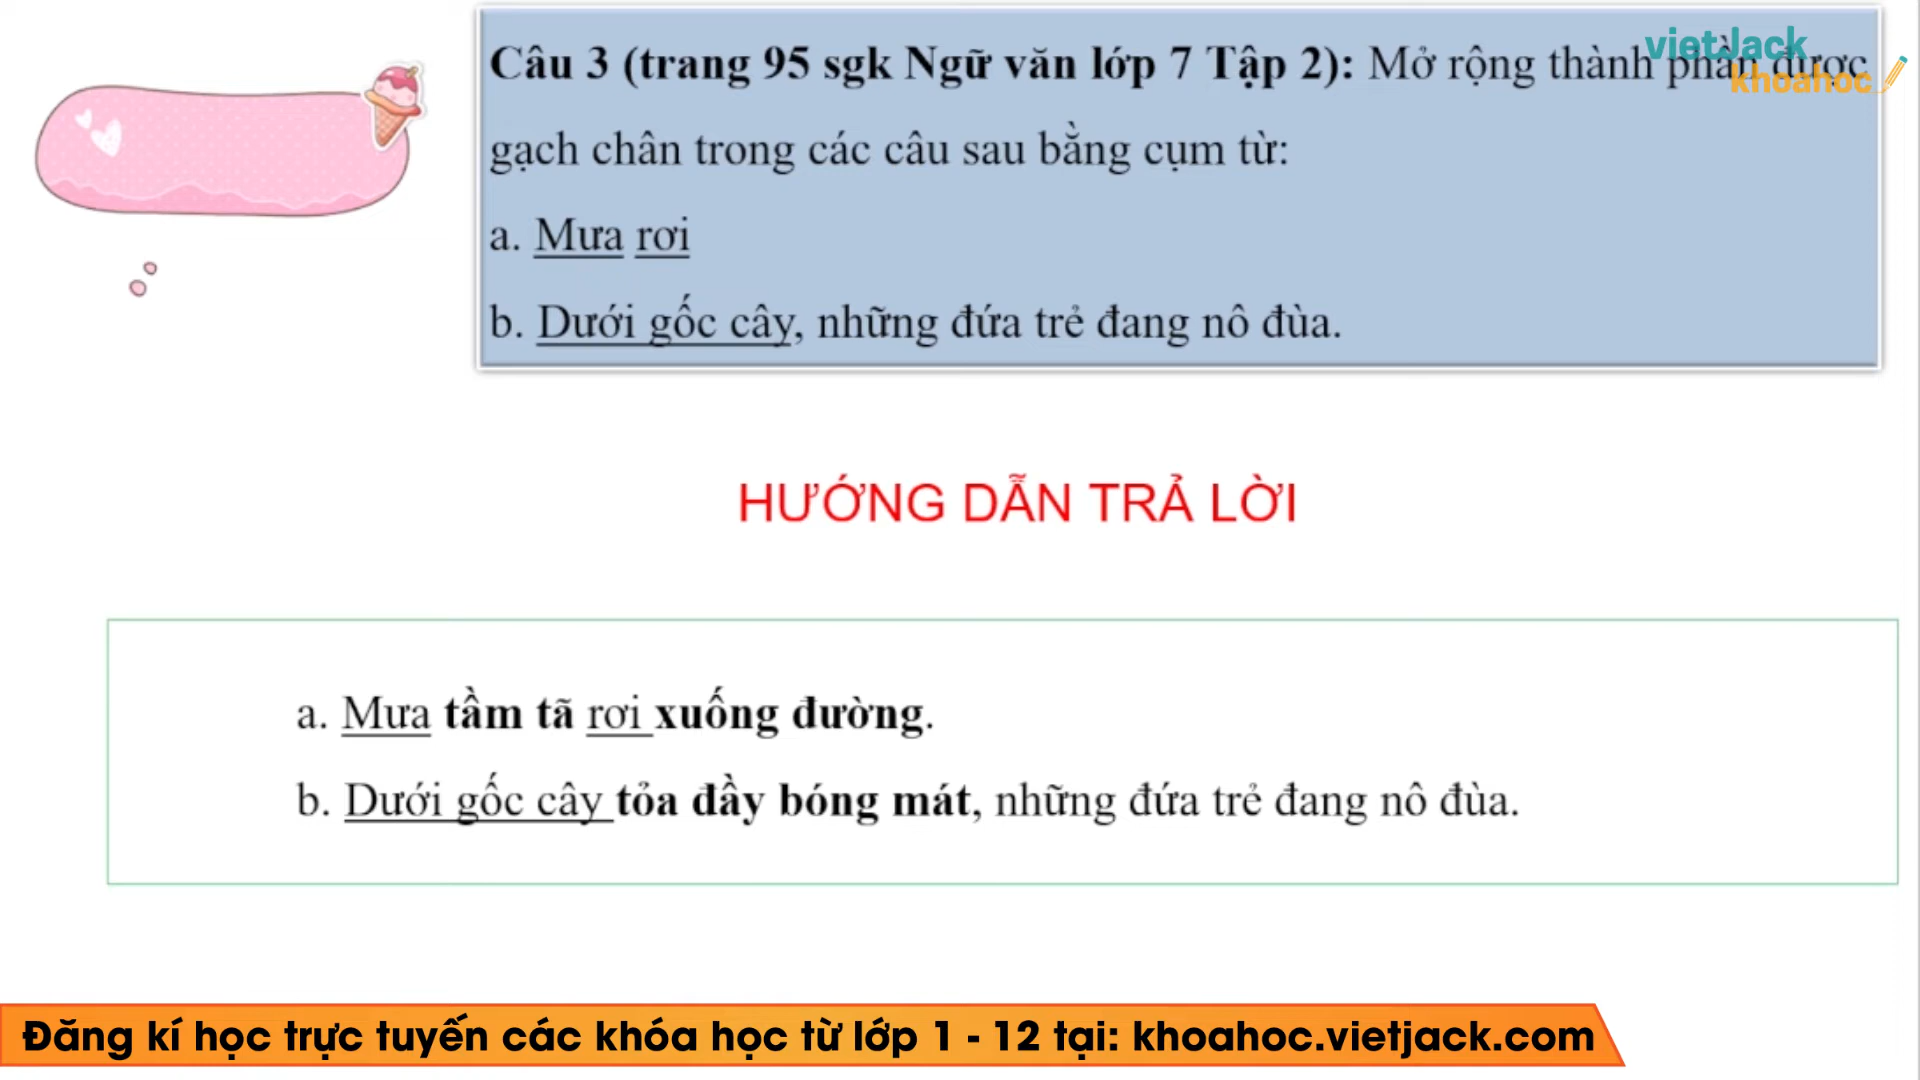 vietJack
khoahoc
Câu 3 (trang 95 sgk Ngữ văn lớp 7 Tập 2): Mở rộng thành phần được
gạch chân trong các câu sau bằng cụm từ:
a. Mưa rơi
b. Dưới gốc cây, những đứa trẻ đang nô đùa.
HƯỚNG DẪN TRẢ LỜI
a. Mưa tầm tã rơi xuống đường.
b. Dưới gốc cây tỏa đầy bóng mát, những đứa trẻ đang nô đùa.
Đăng kí học trực tuyến các khóa học từ lớp 1 - 12 tại: khoahoc.vietjack.com